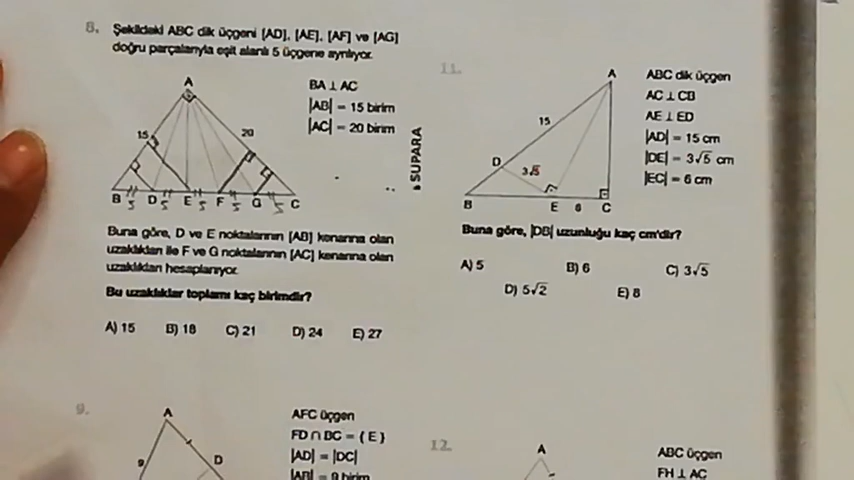 8. Şekildeki ABC dik üçgeni [AD], [AE], [AF] ve [AG]
doğru parçalarıyla eşit alanlı 5 üçgene ayrılıyor.
A
15
20
B D E F G C
5 5 5 5 5
BA ⊥ AC
|AB| = 15 birim
|AC| = 20 birim
Buna göre, D ve E noktalarının [AB] kenarına olan
uzaklıkları ile F ve G noktalarının [AC] kenarına olan
uzaklıkları hesaplanıyor.
Bu uzaklıklar toplamı kaç birimdir?
A) 15 B) 18 C) 21 D) 24 E) 27
SUPARA
11.
A
15
D
3√5
B E 6 C
ABC dik üçgen
AC ⊥ CB
AE ⊥ ED
|AD| = 15 cm
|DE| = 3√5 cm
|EC| = 6 cm
Buna göre, |DB| uzunluğu kaç cm'dir?
A) 5 B) 6 C) 3√5
D) 5√2 E) 8
9.
A
9
D
AFC üçgen
FD ∩ BC = {E}
|AD| = |DC|
|AB| = 9 birim
12.
A
ABC üçgen
FH ⊥ AC